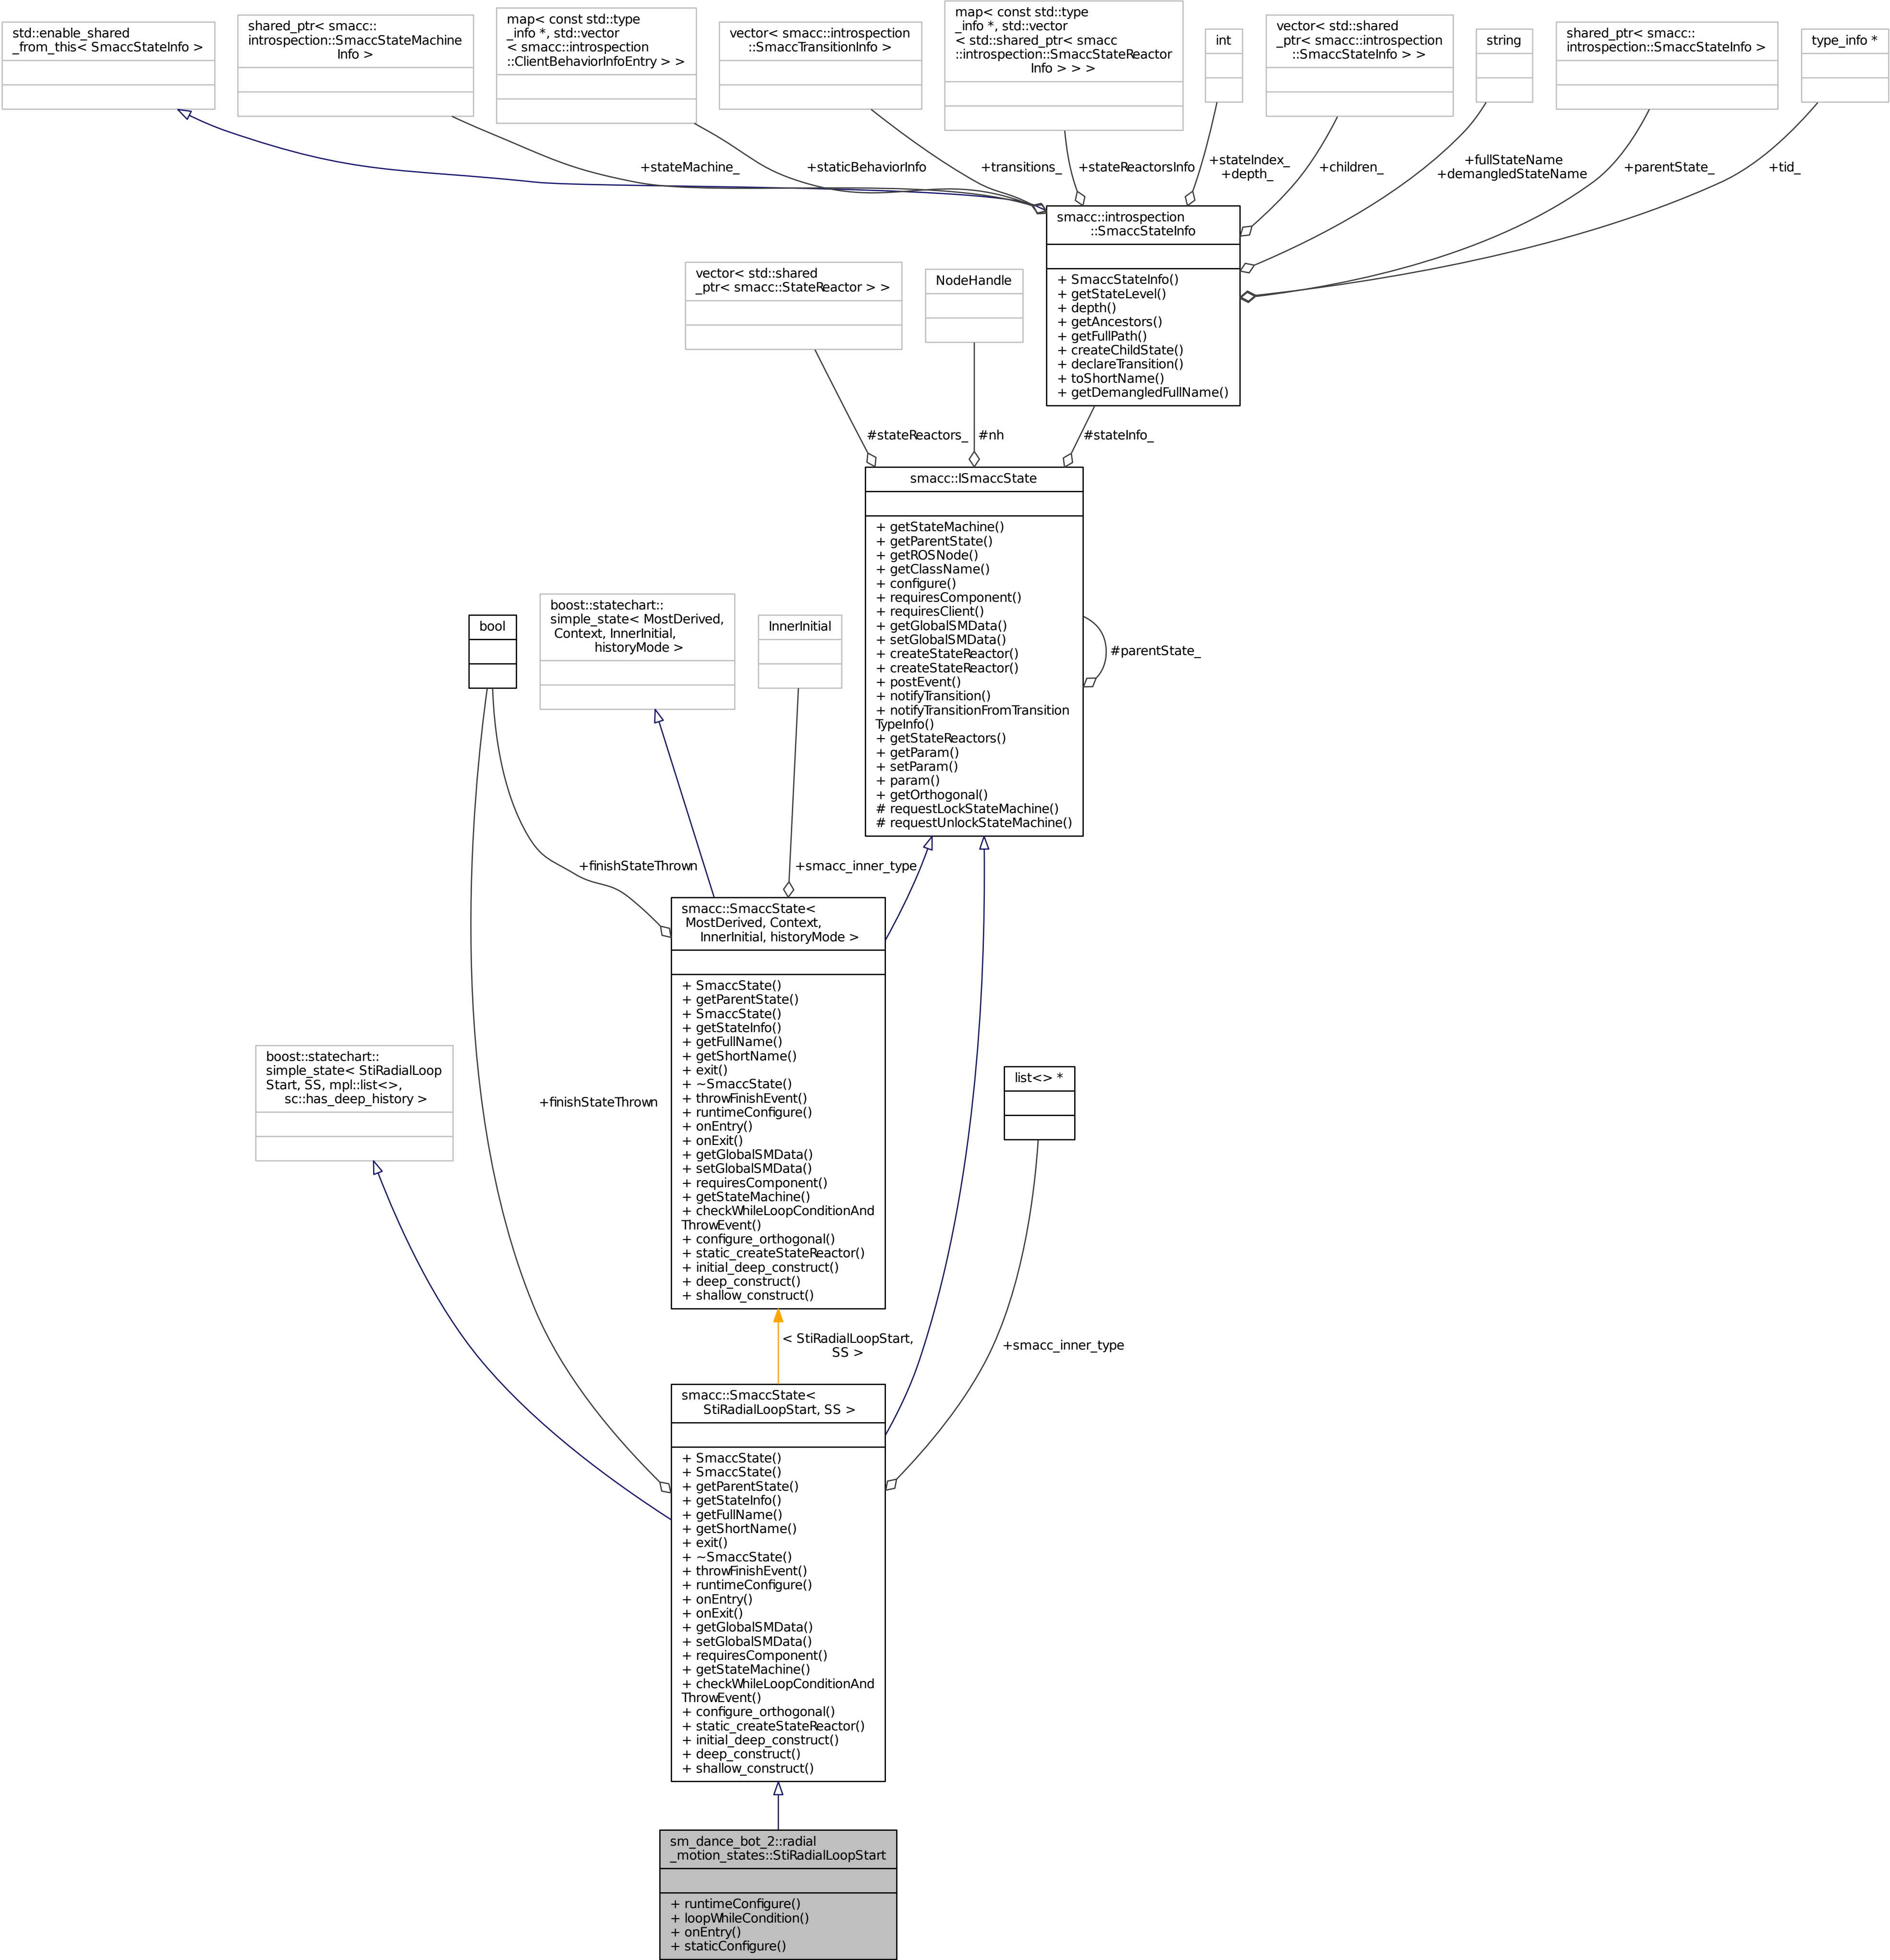 std::enable_shared
_from_this< SmaccStateInfo >
shared_ptr< smacc::
introspection::SmaccStateMachine
Info >
map< const std::type
_info *, std::vector
< smacc::introspection
::ClientBehaviorInfoEntry > >
vector< smacc::introspection
::SmaccTransitionInfo >
map< const std::type
_info *, std::vector
< std::shared_ptr< smacc
::introspection::SmaccStateReactor
Info > > >
int
vector< std::shared
_ptr< smacc::introspection
::SmaccStateInfo > >
string
shared_ptr< smacc::
introspection::SmaccStateInfo >
type_info *
+stateMachine_
+staticBehaviorInfo
+transitions_
+stateReactorsInfo
+stateIndex_
+depth_
+children_
+fullStateName
+demangledStateName
+parentState_
+tid_
smacc::introspection
::SmaccStateInfo
+ SmaccStateInfo()
+ getStateLevel()
+ depth()
+ getAncestors()
+ getFullPath()
+ createChildState()
+ declareTransition()
+ toShortName()
+ getDemangledFullName()
vector< std::shared
_ptr< smacc::StateReactor > >
NodeHandle
#stateReactors_
#nh
#stateInfo_
smacc::ISmaccState
+ getStateMachine()
+ getParentState()
+ getROSNode()
+ getClassName()
+ configure()
+ requiresComponent()
+ requiresClient()
+ getGlobalSMData()
+ setGlobalSMData()
+ createStateReactor()
+ createStateReactor()
+ postEvent()
+ notifyTransition()
+ notifyTransitionFromTransition
TypeInfo()
+ getStateReactors()
+ getParam()
+ setParam()
+ param()
+ getOrthogonal()
# requestLockStateMachine()
# requestUnlockStateMachine()
#parentState_
bool
boost::statechart::
simple_state< MostDerived,
Context, InnerInitial,
historyMode >
InnerInitial
+finishStateThrown
+smacc_inner_type
smacc::SmaccState<
MostDerived, Context,
InnerInitial, historyMode >
+ SmaccState()
+ getParentState()
+ SmaccState()
+ getStateInfo()
+ getFullName()
+ getShortName()
+ exit()
+ ~SmaccState()
+ throwFinishEvent()
+ runtimeConfigure()
+ onEntry()
+ onExit()
+ getGlobalSMData()
+ setGlobalSMData()
+ requiresComponent()
+ getStateMachine()
+ checkWhileLoopConditionAnd
ThrowEvent()
+ configure_orthogonal()
+ static_createStateReactor()
+ initial_deep_construct()
+ deep_construct()
+ shallow_construct()
boost::statechart::
simple_state< StiRadialLoop
Start, SS, mpl::list<>,
sc::has_deep_history >
+finishStateThrown
list<> *
< StiRadialLoopStart,
SS >
+smacc_inner_type
smacc::SmaccState<
StiRadialLoopStart, SS >
+ SmaccState()
+ SmaccState()
+ getParentState()
+ getStateInfo()
+ getFullName()
+ getShortName()
+ exit()
+ ~SmaccState()
+ throwFinishEvent()
+ runtimeConfigure()
+ onEntry()
+ onExit()
+ getGlobalSMData()
+ setGlobalSMData()
+ requiresComponent()
+ getStateMachine()
+ checkWhileLoopConditionAnd
ThrowEvent()
+ configure_orthogonal()
+ static_createStateReactor()
+ initial_deep_construct()
+ deep_construct()
+ shallow_construct()
sm_dance_bot_2::radial
_motion_states::StiRadialLoopStart
+ runtimeConfigure()
+ loopWhileCondition()
+ onEntry()
+ staticConfigure()